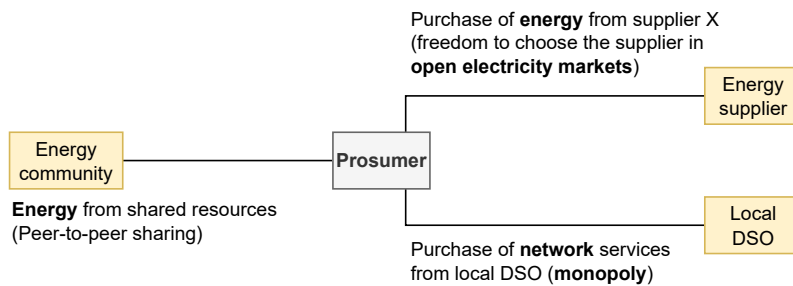 Purchase of energy from supplier X
(freedom to choose the supplier in
open electricity markets)
Energy
supplier
Energy
community
Prosumer
Energy from shared resources
(Peer-to-peer sharing)
Local
DSO
Purchase of network services
from local DSO (monopoly)